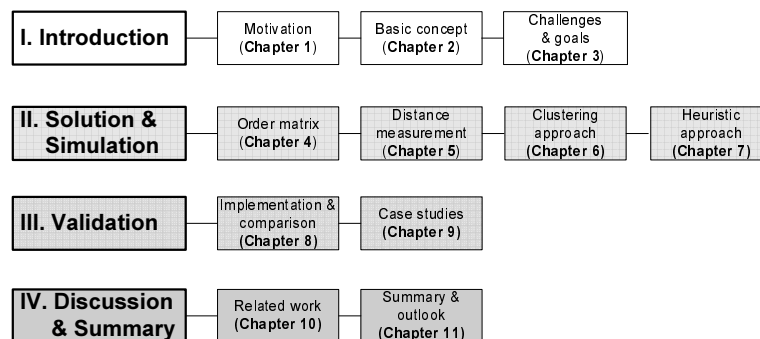 I. Introduction
Motivation
(Chapter 1)
Basic concept
(Chapter 2)
Challenges
& goals
(Chapter 3)
II. Solution &
Simulation
Order matrix
(Chapter 4)
Distance
measurement
(Chapter 5)
Clustering
approach
(Chapter 6)
Heuristic
approach
(Chapter 7)
III. Validation
Implementation &
comparison
(Chapter 8)
Case studies
(Chapter 9)
IV. Discussion
& Summary
Related work
(Chapter 10)
Summary &
outlook
(Chapter 11)